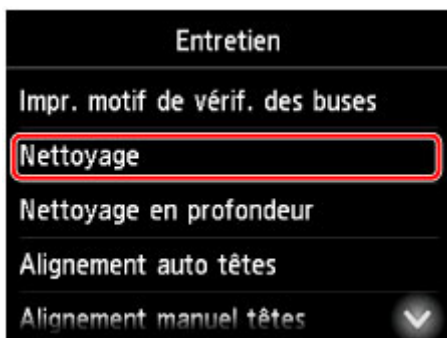 Entretien
Impr. motif de vérif. des buses
Nettoyage
Nettoyage en profondeur
Alignement auto têtes
Alignement manuel têtes